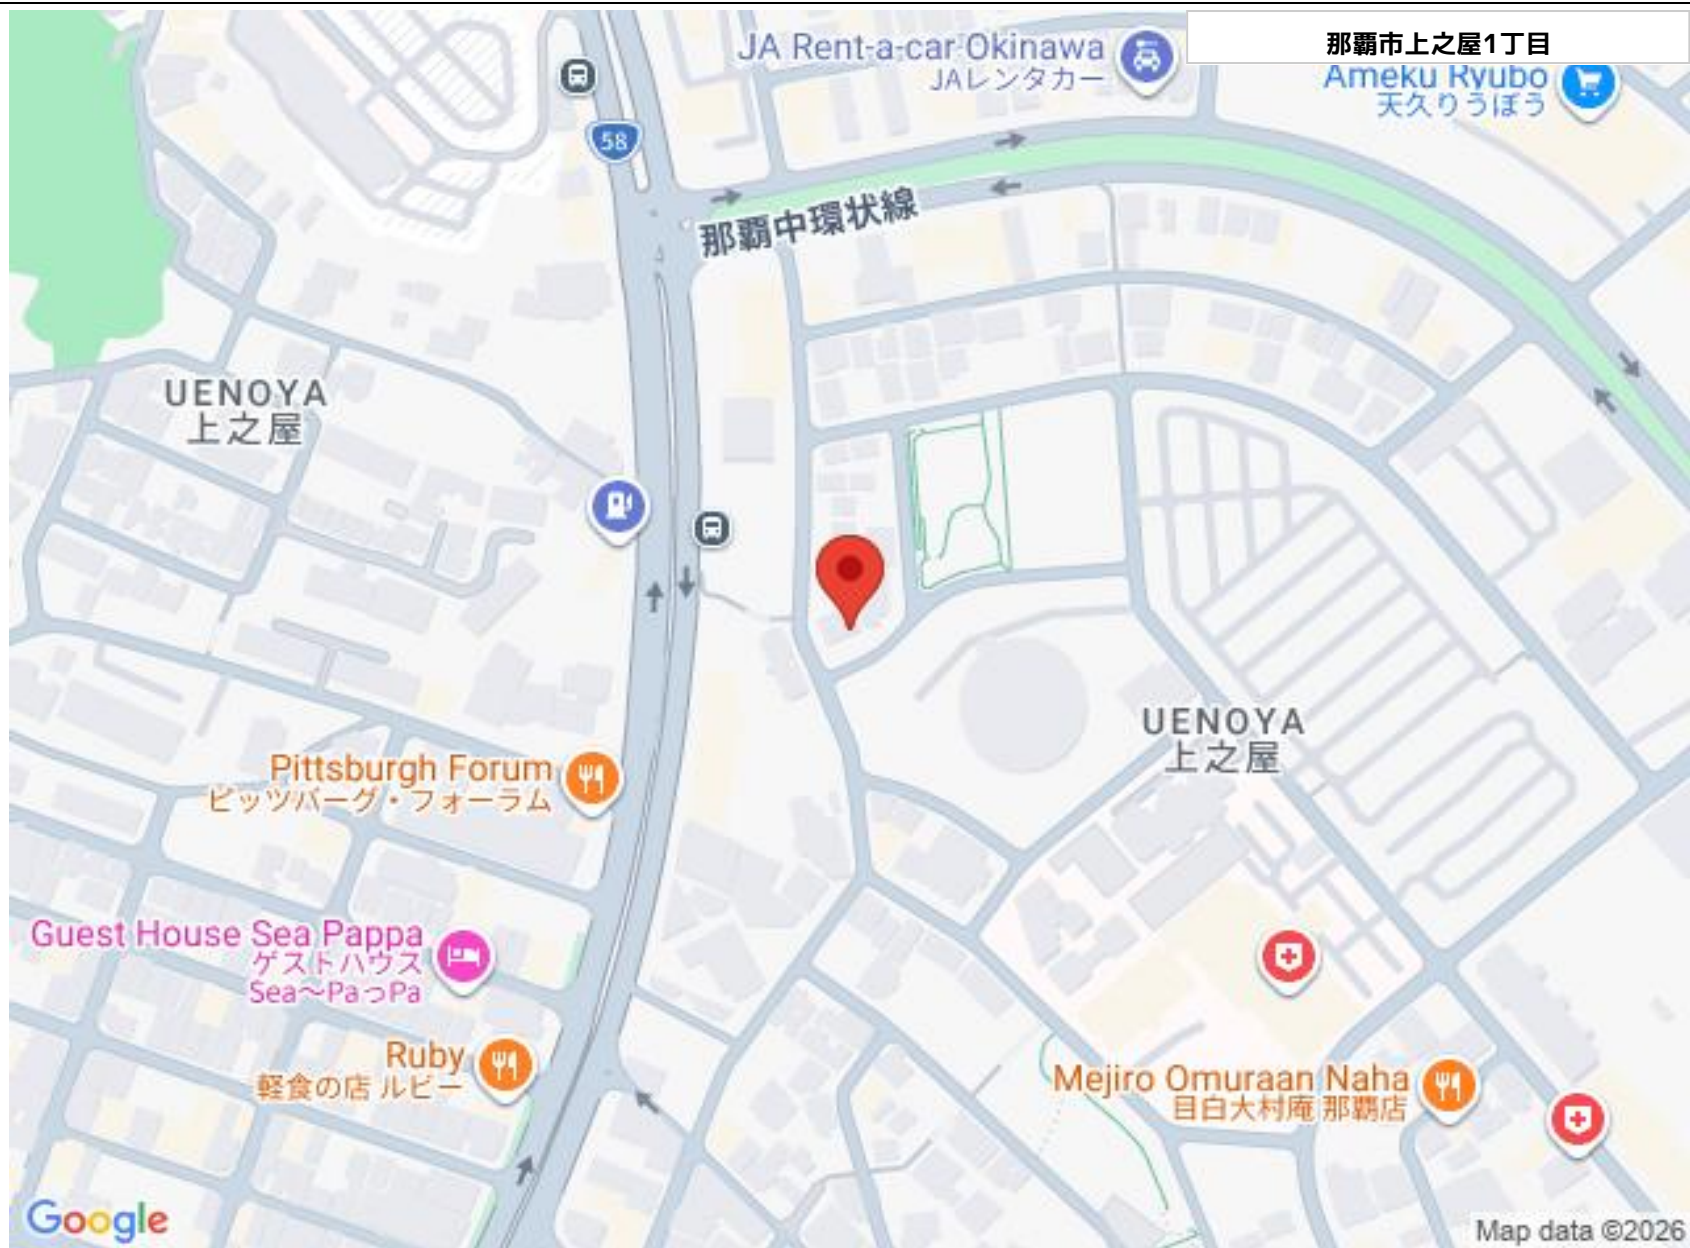 那覇市上之屋1丁目
JA Rent-a-car Okinawa
JAレンタカー
Ameku Ryubo
天久りうぼう
58
那覇中環状線
UENOYA
上之屋
UENOYA
上之屋
Pittsburgh Forum
ピッツバーグ・フォーラム
Guest House Sea Pappa
ゲストハウス
Sea〜PaっPa
Ruby
軽食の店 ルビー
Mejiro Omuraan Naha
目白大村庵 那覇店
Google
Map data ©2026